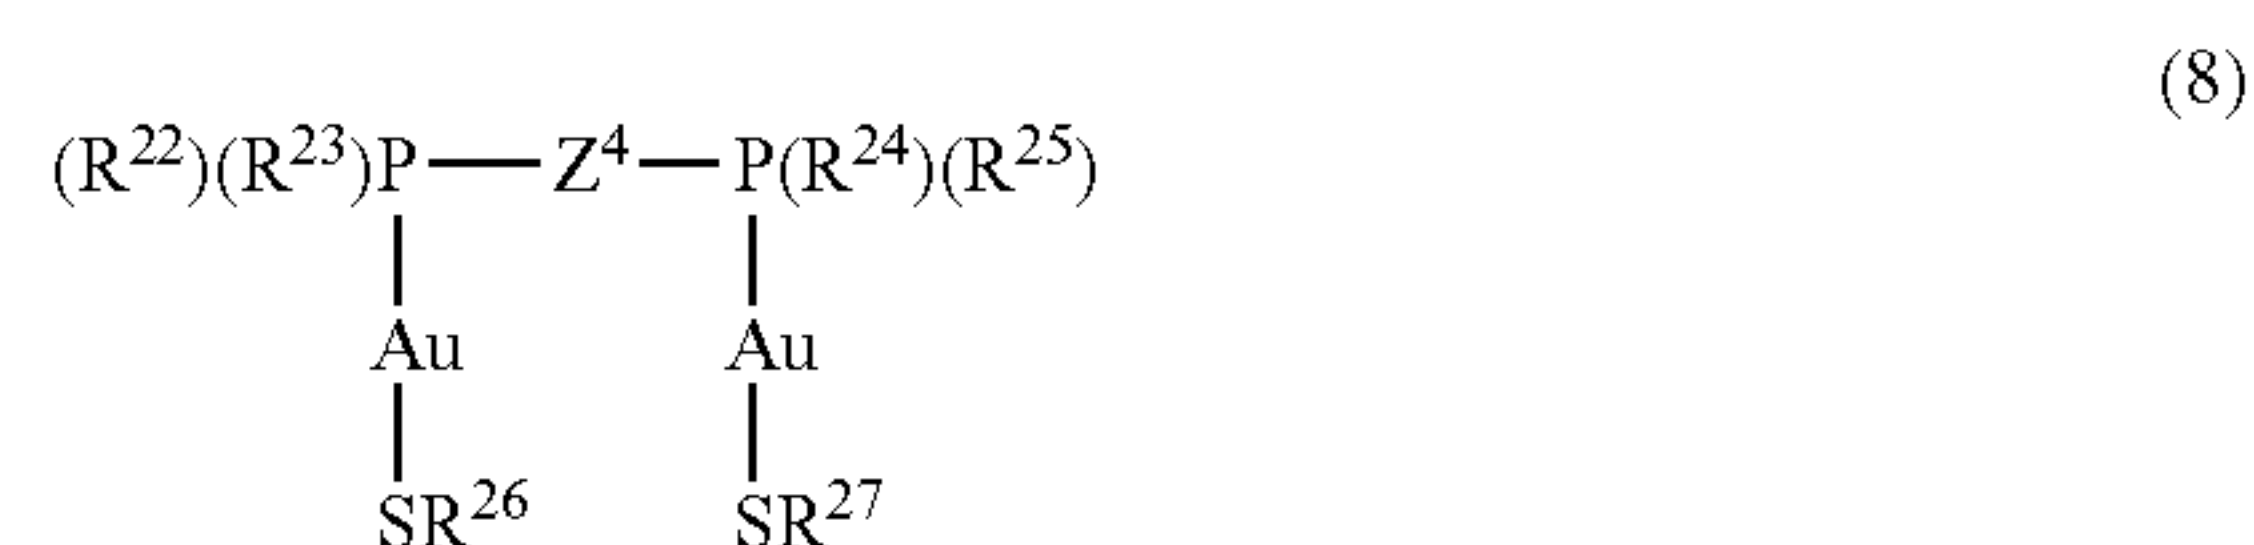 (8)
(R²²)(R²³)P—Z⁴—P(R²⁴)(R²⁵)
Au Au
SR²⁶ SR²⁷